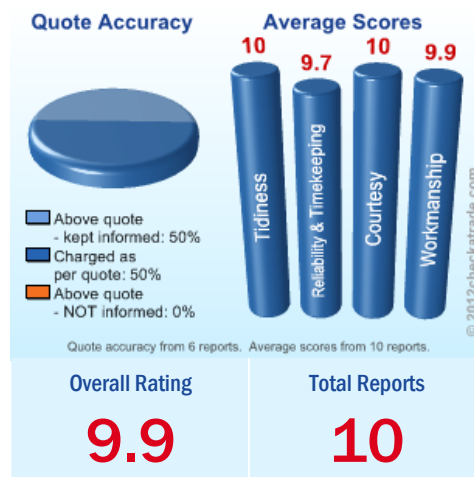 Quote Accuracy
Average Scores
10
9.7
10
9.9
Tidiness
Reliability & Timekeeping
Courtesy
Workmanship
Above quote
- kept informed: 50%
Charged as
per quote: 50%
Above quote
- NOT informed: 0%
© 2012checkatrade.com
Quote accuracy from 6 reports. Average scores from 10 reports.
Overall Rating
Total Reports
9.9
10